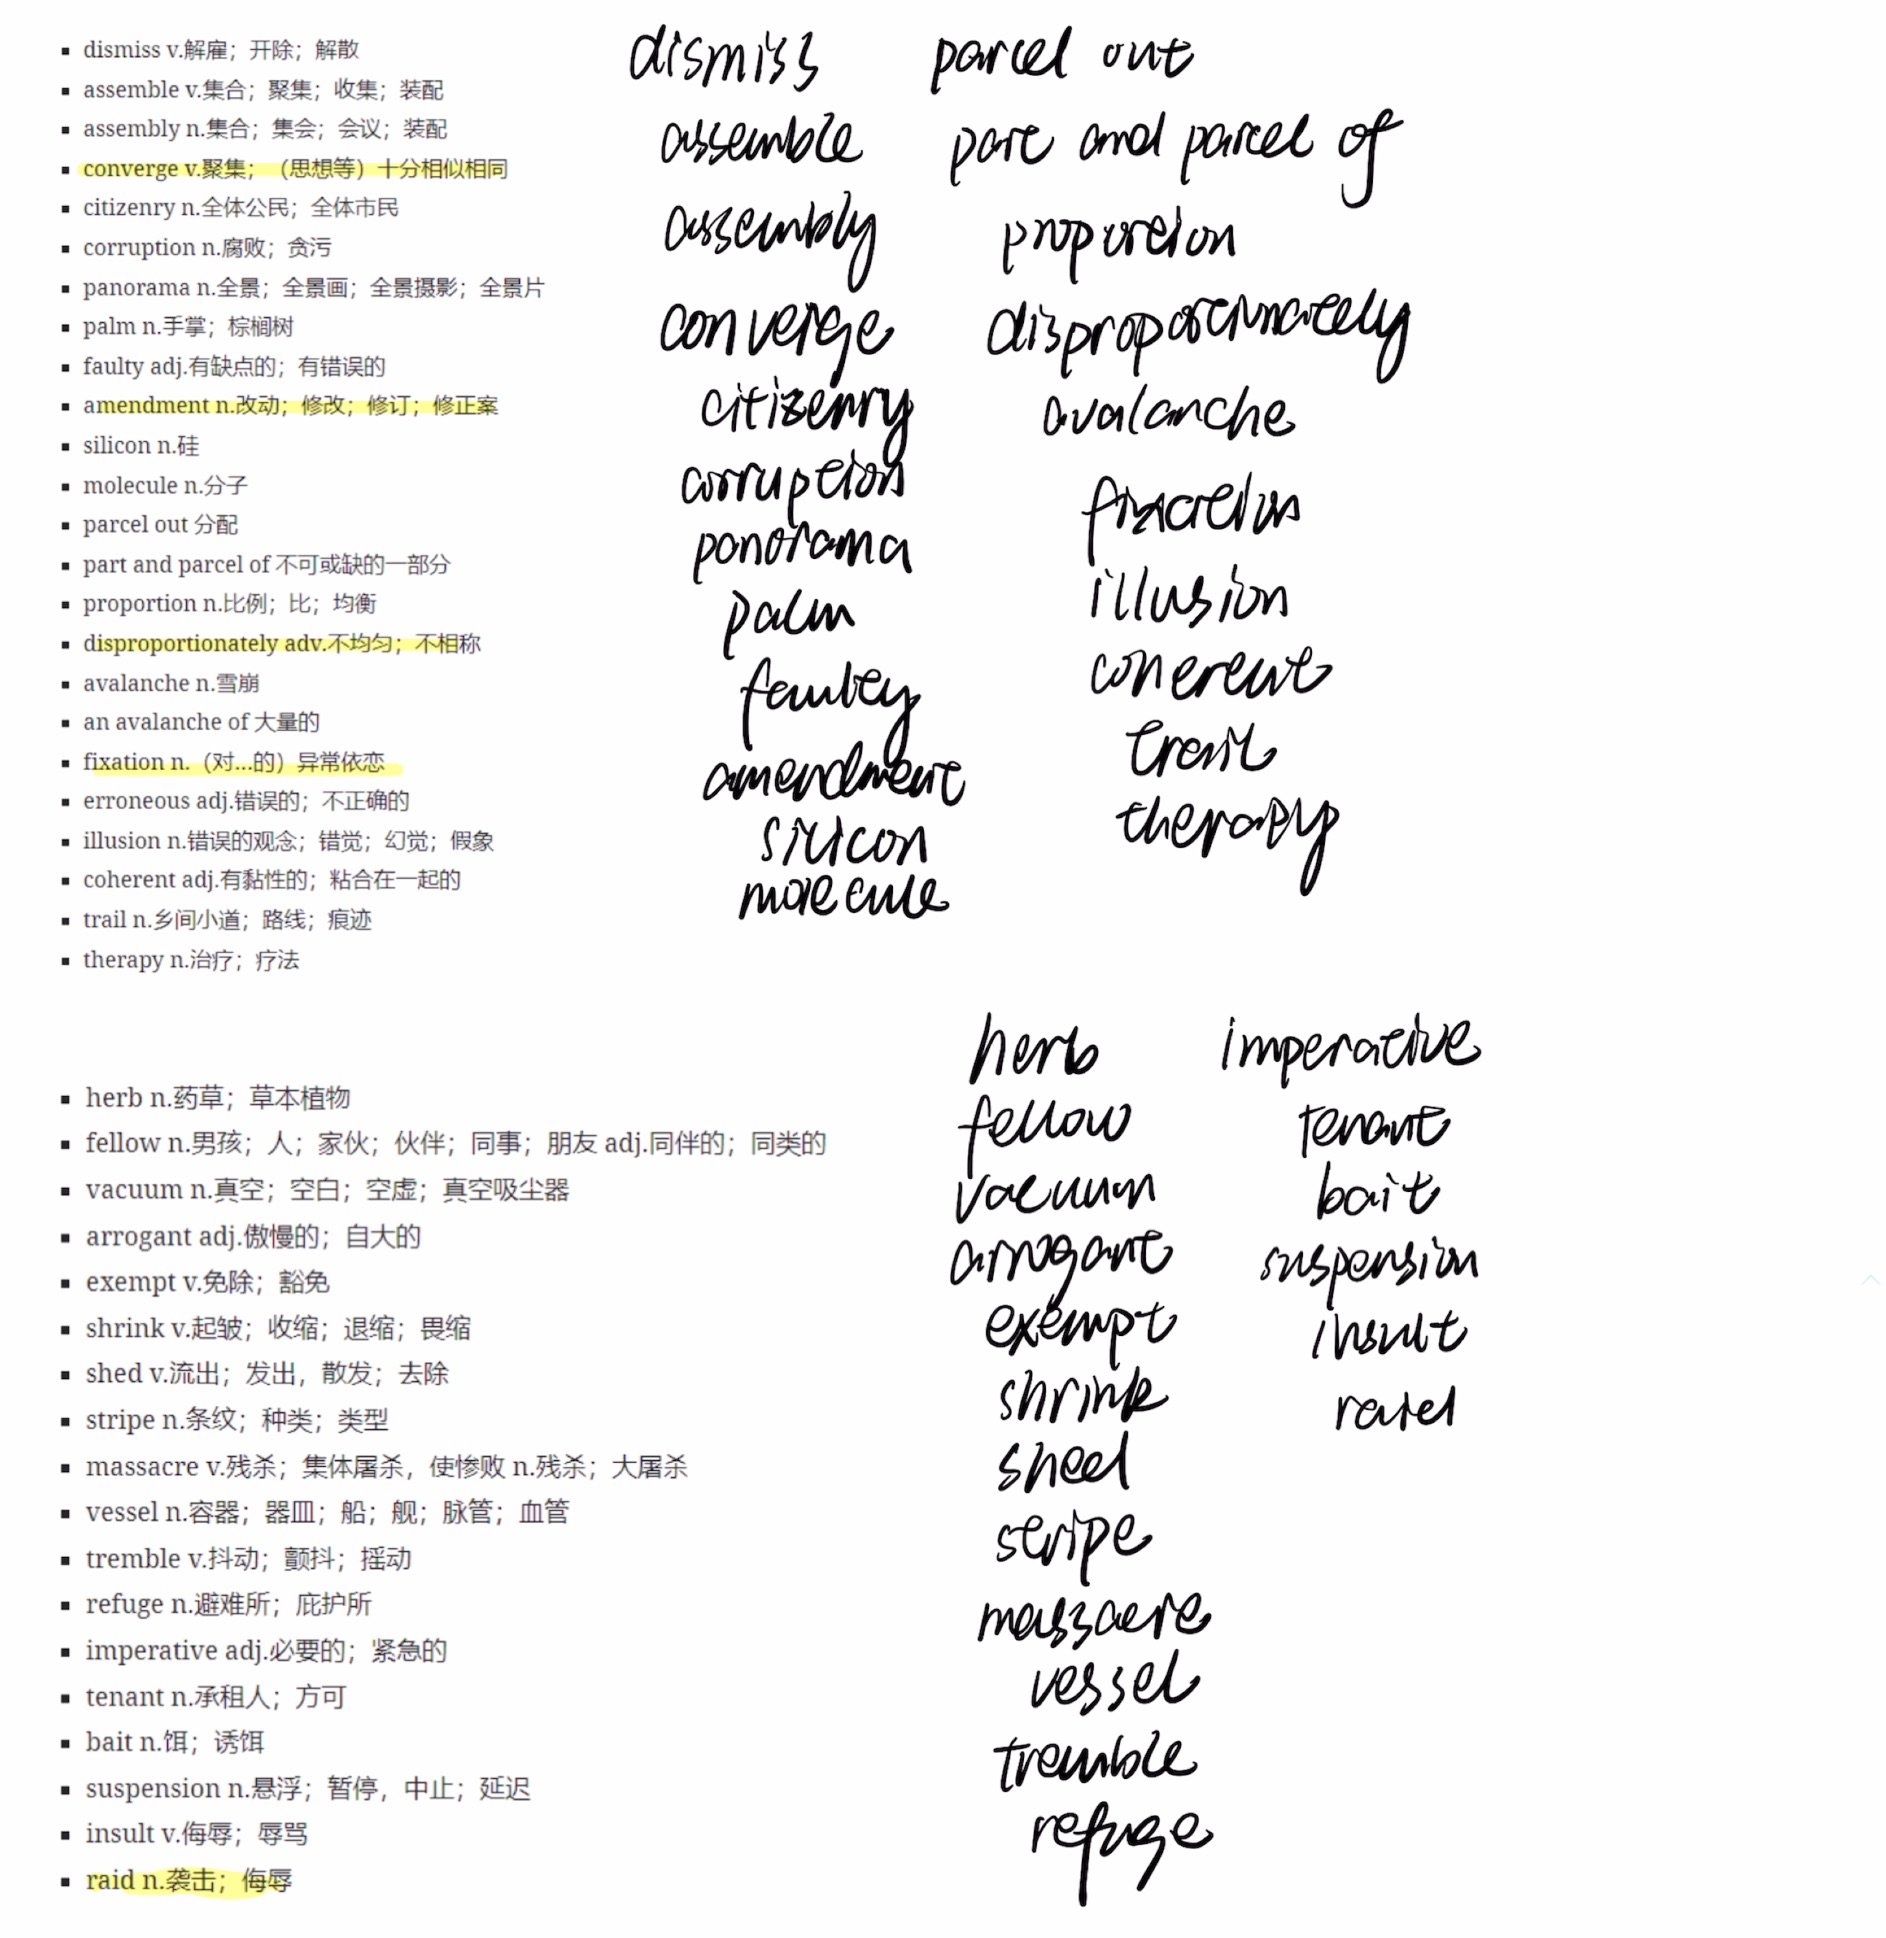 dismiss v.解雇；开除；解散
assemble v.集合；聚集；收集；装配
assembly n.集合；集会；会议；装配
converge v.聚集；（思想等）十分相似相同
citizenry n.全体公民；全体市民
corruption n.腐败；贪污
panorama n.全景；全景画；全景摄影；全景片
palm n.手掌；棕榈树
faulty adj.有缺点的；有错误的
amendment n.改动；修改；修订；修正案
silicon n.硅
molecule n.分子
parcel out 分配
part and parcel of 不可或缺的一部分
proportion n.比例；比；均衡
disproportionately adv.不均匀；不相称
avalanche n.雪崩
an avalanche of 大量的
fixation n.（对...的）异常依恋
erroneous adj.错误的；不正确的
illusion n.错误的观念；错觉；幻觉；假象
coherent adj.有黏性的；粘合在一起的
trail n.乡间小道；路线；痕迹
therapy n.治疗；疗法
dismiss
assemble
assembly
converge
citizenry
corruption
panorama
palm
faulty
amendment
silicon
molecule
parcel out
part and parcel of
proportion
disproportionately
avalanche
illusion
coherent
trail
therapy
herb n.药草；草本植物
fellow n.男孩；人；家伙；伙伴；同事；朋友 adj.同伴的；同类的
vacuum n.真空；空白；空虚；真空吸尘器
arrogant adj.傲慢的；自大的
exempt v.免除；豁免
shrink v.起皱；收缩；退缩；畏缩
shed v.流出；发出，散发；去除
stripe n.条纹；种类；类型
massacre v.残杀；集体屠杀，使惨败 n.残杀；大屠杀
vessel n.容器；器皿；船；舰；脉管；血管
tremble v.抖动；颤抖；摇动
refuge n.避难所；庇护所
imperative adj.必要的；紧急的
tenant n.承租人；方可
bait n.饵；诱饵
suspension n.悬浮；暂停，中止；延迟
insult v.侮辱；辱骂
raid n.袭击；侮辱
herb
fellow
vacuum
arrogant
exempt
shrink
shed
stripe
massacre
vessel
tremble
refuge
imperative
tenant
bait
suspension
insult
raid